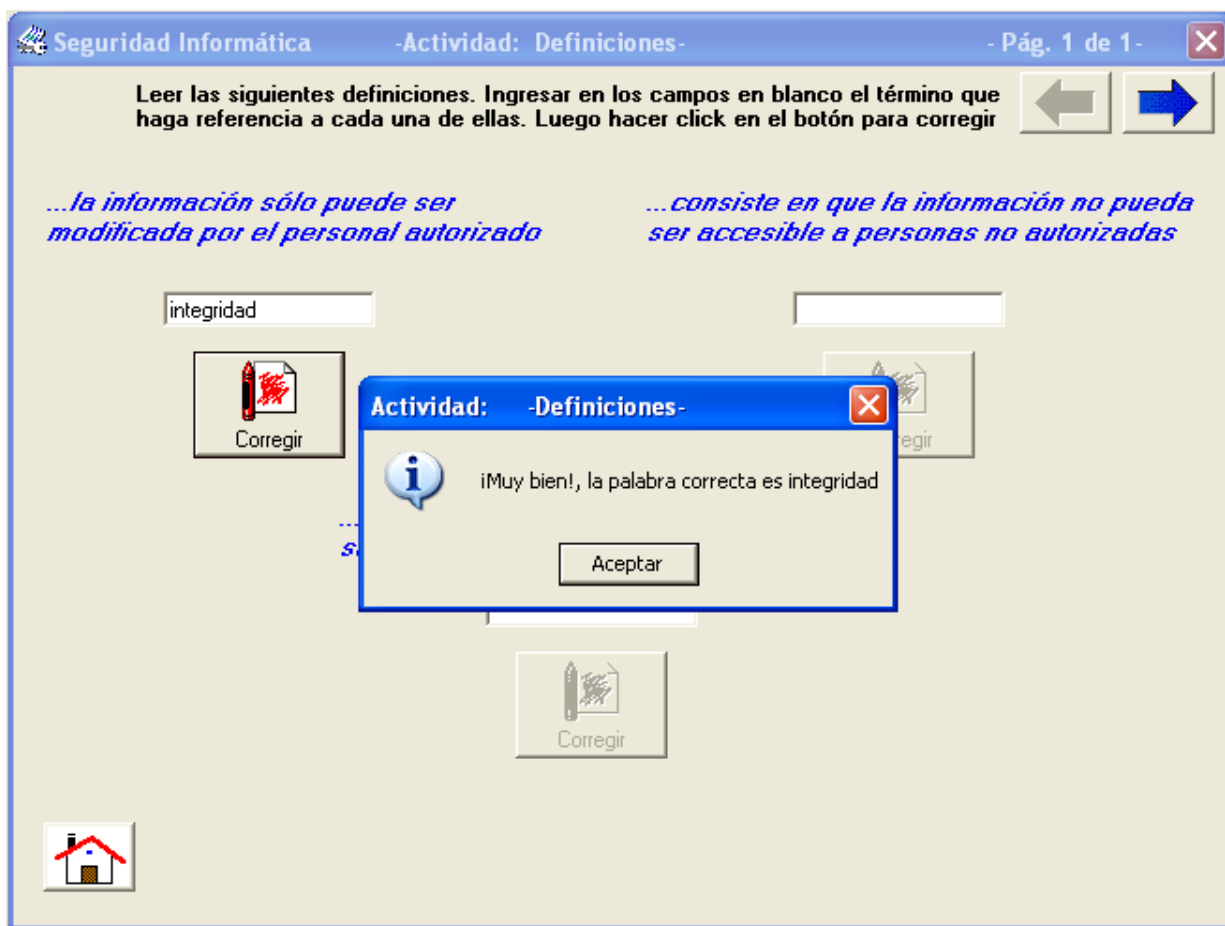 Seguridad Informática -Actividad: Definiciones- - Pág. 1 de 1-
Leer las siguientes definiciones. Ingresar en los campos en blanco el término que
haga referencia a cada una de ellas. Luego hacer click en el botón para corregir
...la información sólo puede ser
modificada por el personal autorizado
...consiste en que la información no pueda
ser accesible a personas no autorizadas
integridad
Corregir
Actividad: -Definiciones-
¡Muy bien!, la palabra correcta es integridad
Aceptar
Corregir